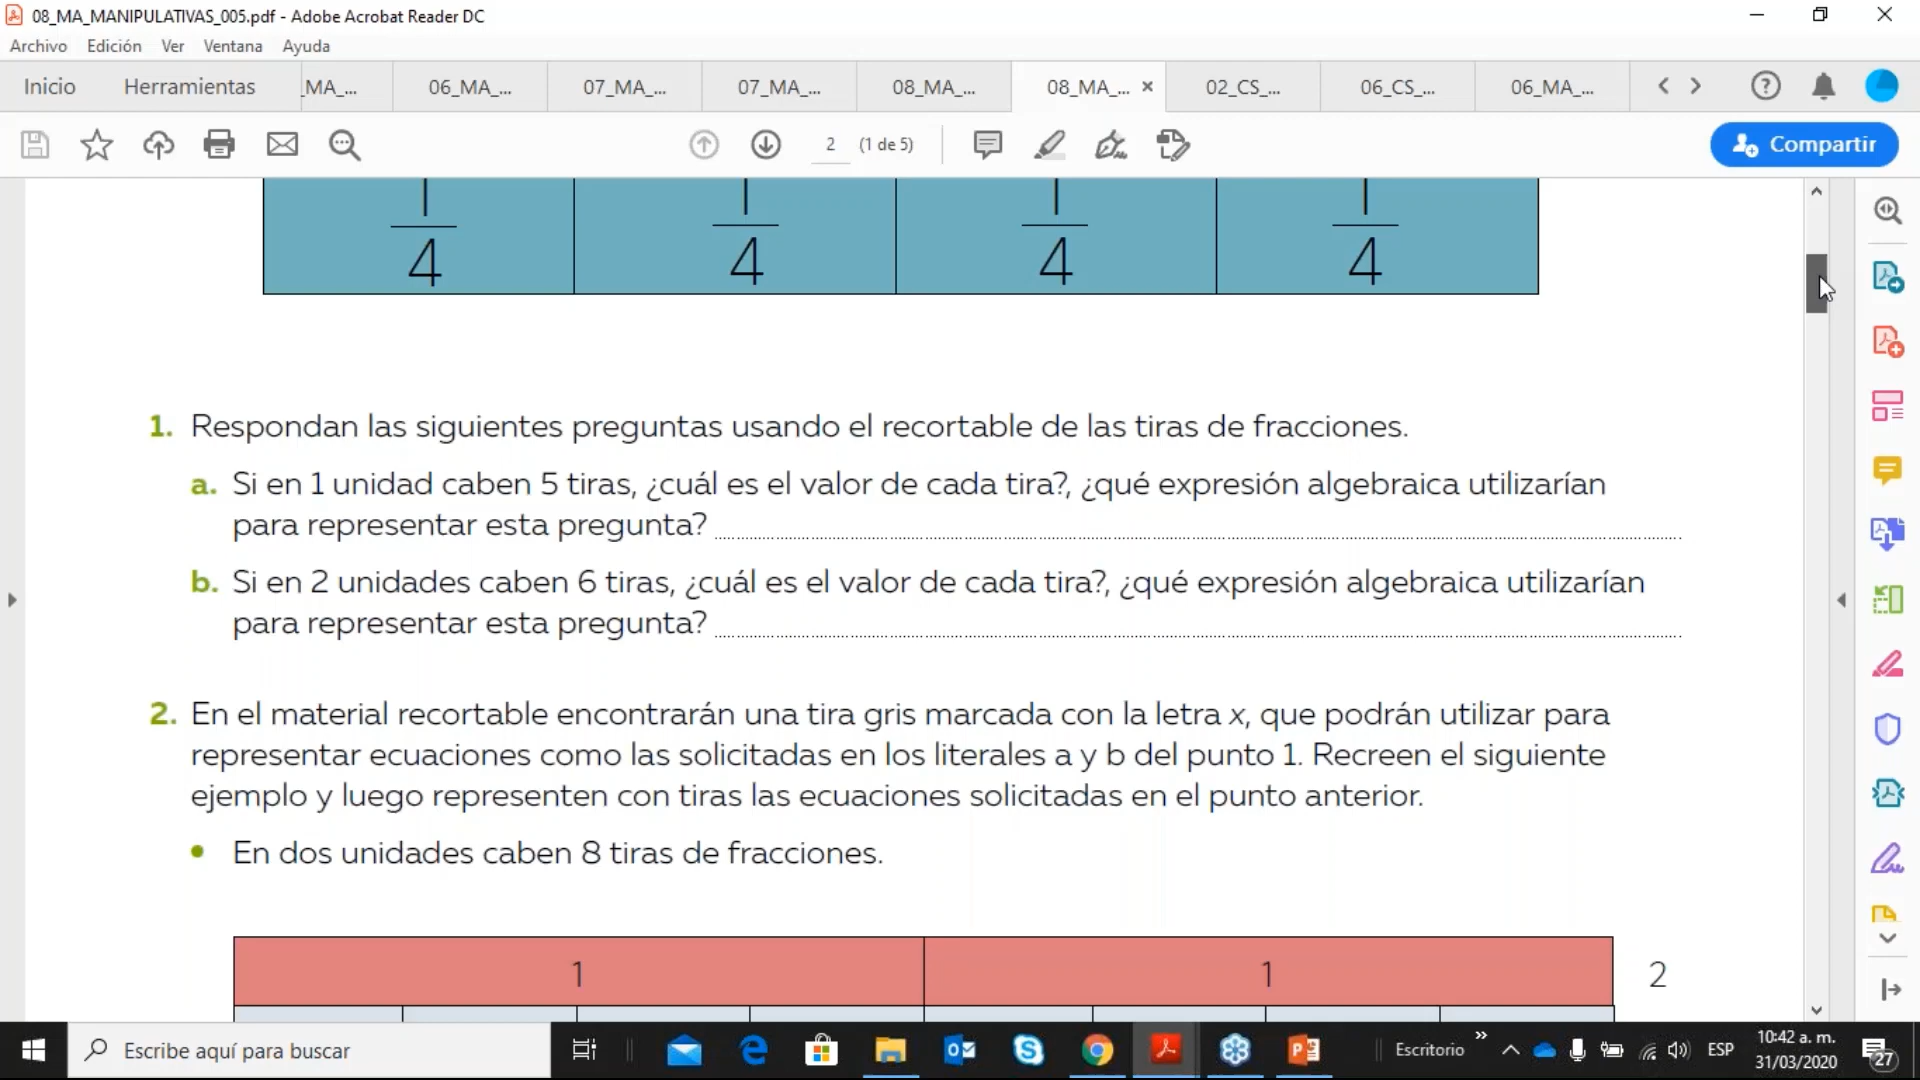 08_MA_MANIPULATIVAS_005.pdf - Adobe Acrobat Reader DC
Archivo Edición Ver Ventana Ayuda
Inicio Herramientas _MA_... 06_MA_... 07_MA_... 07_MA_... 08_MA_... 08_MA_... 02_CS_... 06_CS_... 06_MA_...
2 (1 de 5) Compartir
1 1 1 1
4 4 4 4
1. Respondan las siguientes preguntas usando el recortable de las tiras de fracciones.
a. Si en 1 unidad caben 5 tiras, ¿cuál es el valor de cada tira?, ¿qué expresión algebraica utilizarían
para representar esta pregunta?
b. Si en 2 unidades caben 6 tiras, ¿cuál es el valor de cada tira?, ¿qué expresión algebraica utilizarían
para representar esta pregunta?
2. En el material recortable encontrarán una tira gris marcada con la letra x, que podrán utilizar para
representar ecuaciones como las solicitadas en los literales a y b del punto 1. Recreen el siguiente
ejemplo y luego representen con tiras las ecuaciones solicitadas en el punto anterior.
• En dos unidades caben 8 tiras de fracciones.
1 1 2
Escribe aquí para buscar
Escritorio
ESP
10:42 a. m.
31/03/2020
27